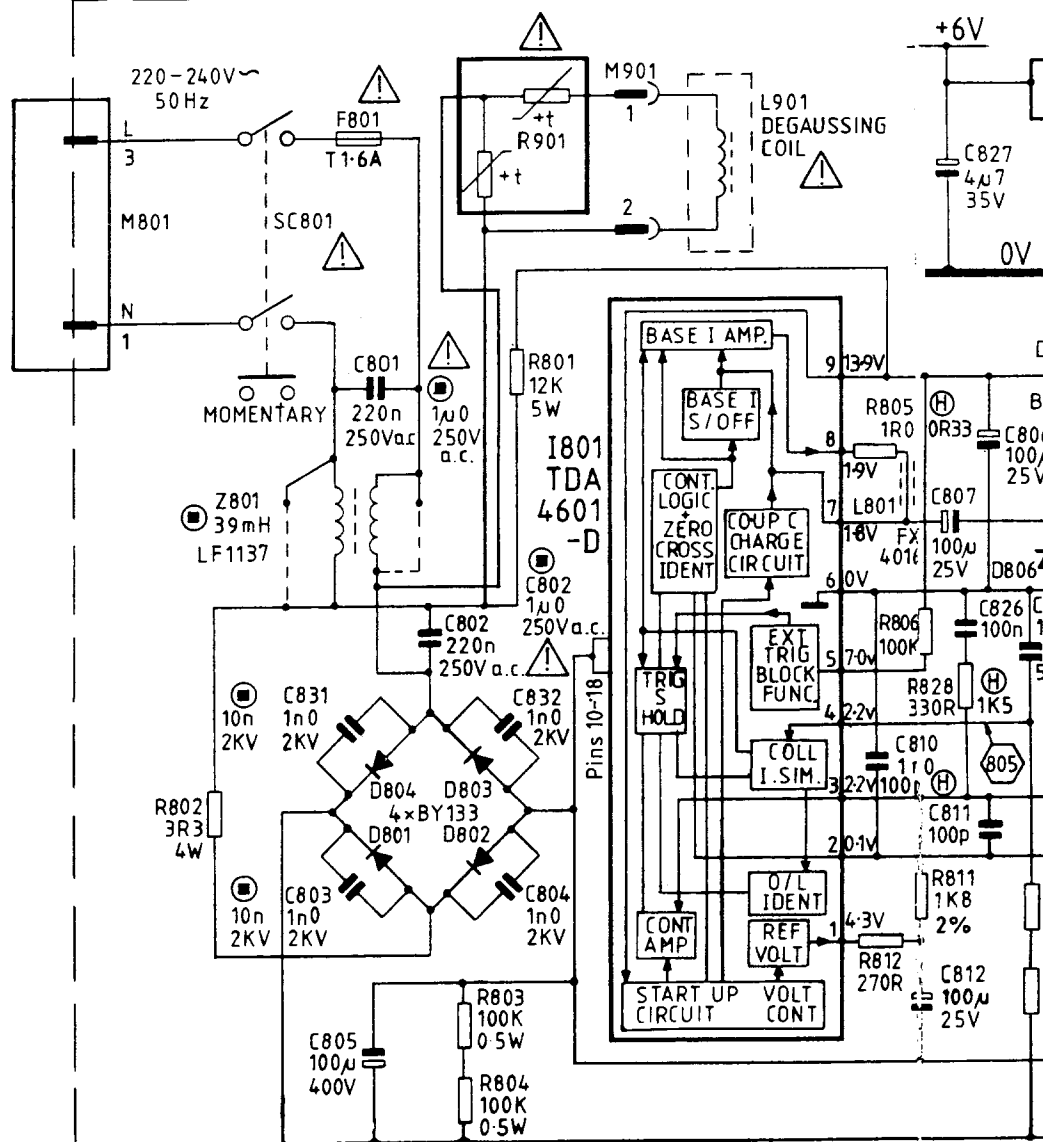 220-240V~
50Hz
L
3
F801
T1·6A
M801
SC801
N
1
MOMENTARY
C801
220n
250Va.c
1µ0
250V
a.c.
Z801
39mH
LF1137
+t
R901
+t
M901
1
2
L901
DEGAUSSING
COIL
+6V
C827
4µ7
35V
0V
R801
12K
5W
I801
TDA
4601
-D
C802
1µ0
250Va.c.
C802
220n
250Va.c.
Pins 10-18
BASE I AMP.
BASE I
S/OFF
CONT.
LOGIC
+
ZERO
CROSS
IDENT
COUP C
CHARGE
CIRCUIT
EXT
TRIG
BLOCK
FUNC.
TRIG
S
HOLD
COLL
I.SIM.
O/L
IDENT
CONT
AMP
REF
VOLT
START UP
CIRCUIT
VOLT
CONT
9 13·9V
8
1·9V
7
1·8V
6 0V
5 7·0V
4 2·2V
3 2·2V
2 0·1V
1 4·3V
R805
1R0
H
0R33
C806
100µ
25V
L801
FX
4016
C807
100µ
25V
D806
R806
100K
C826
100n
R828
330R
H
1K5
805
C810
1n0
100p
H
C811
100p
R811
1K8
2%
R812
270R
C812
100µ
25V
10n
2KV
C831
1n0
2KV
C832
1n0
2KV
D804
D803
4×BY133
D801
D802
R802
3R3
4W
10n
2KV
C803
1n0
2KV
C804
1n0
2KV
C805
100µ
400V
R803
100K
0·5W
R804
100K
0·5W